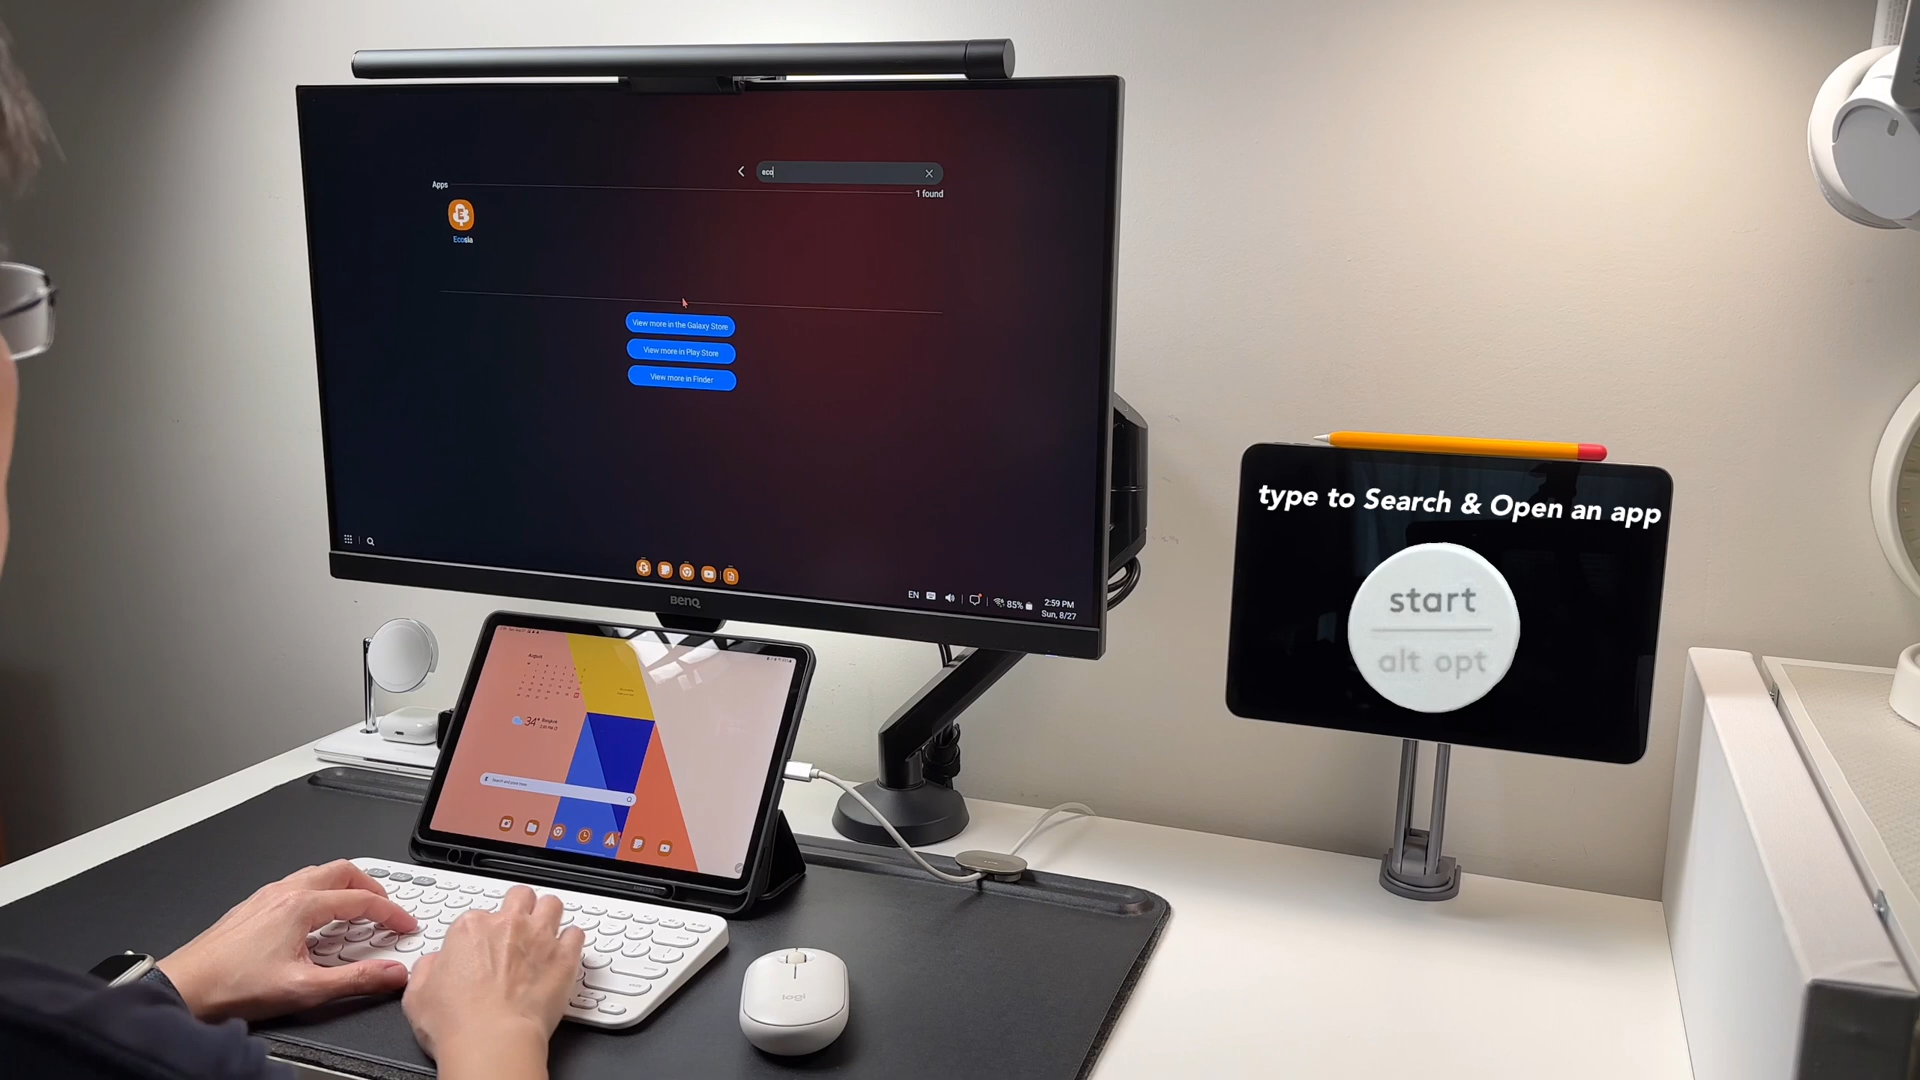 eco
Apps
1 found
Ecosia
View more in the Galaxy Store
View more in Play Store
View more in Finder
EN
85%
2:59 PM
Sun, 8/27
BenQ
type to Search & Open an app
start
alt opt
August
34°
Bangkok
SAMSUNG
logi